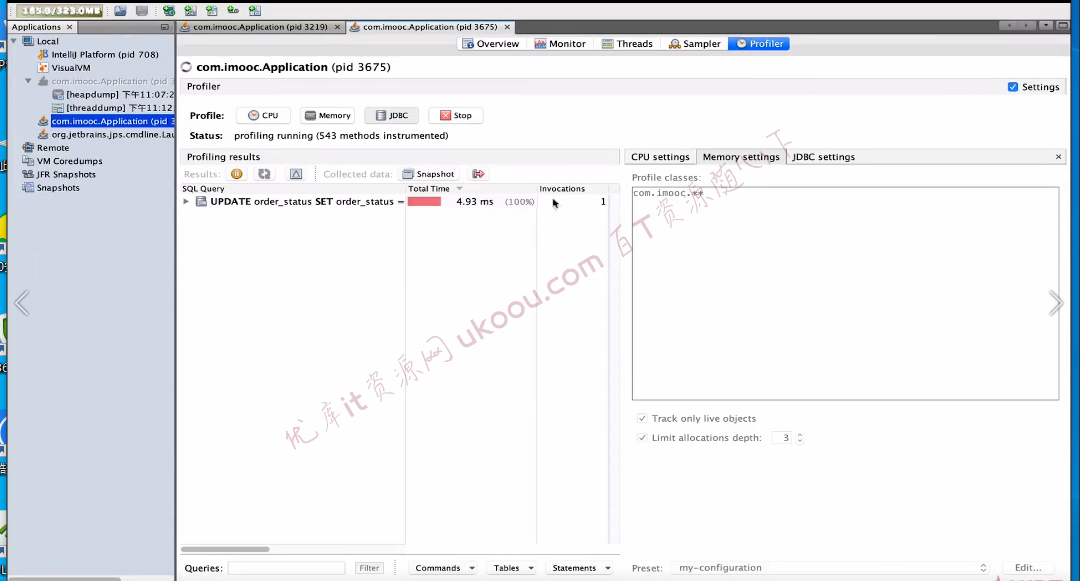 185.9/323.0MB
Applications ×
com.imooc.Application (pid 3219) ×
com.imooc.Application (pid 3675) ×
Local
IntelliJ Platform (pid 708)
VisualVM
com.imooc.Application (pid 3
[heapdump] 下午11:07:2
[threaddump] 下午11:12
com.imooc.Application (pid 3
org.jetbrains.jps.cmdline.Lau
Remote
VM Coredumps
JFR Snapshots
Snapshots
Overview Monitor Threads Sampler Profiler
com.imooc.Application (pid 3675)
Profiler Settings
Profile: CPU Memory JDBC Stop
Status: profiling running (543 methods instrumented)
Profiling results
Results: Collected data: Snapshot
SQL Query Total Time Invocations
UPDATE order_status SET order_status = 4.93 ms (100%) 1
CPU settings Memory settings JDBC settings ×
Profile classes:
com.imooc.**
Track only live objects
Limit allocations depth: 3
优库it资源网 ukoou.com 百T资源随心下
Queries: Filter Commands Tables Statements
Preset: my-configuration Edit...